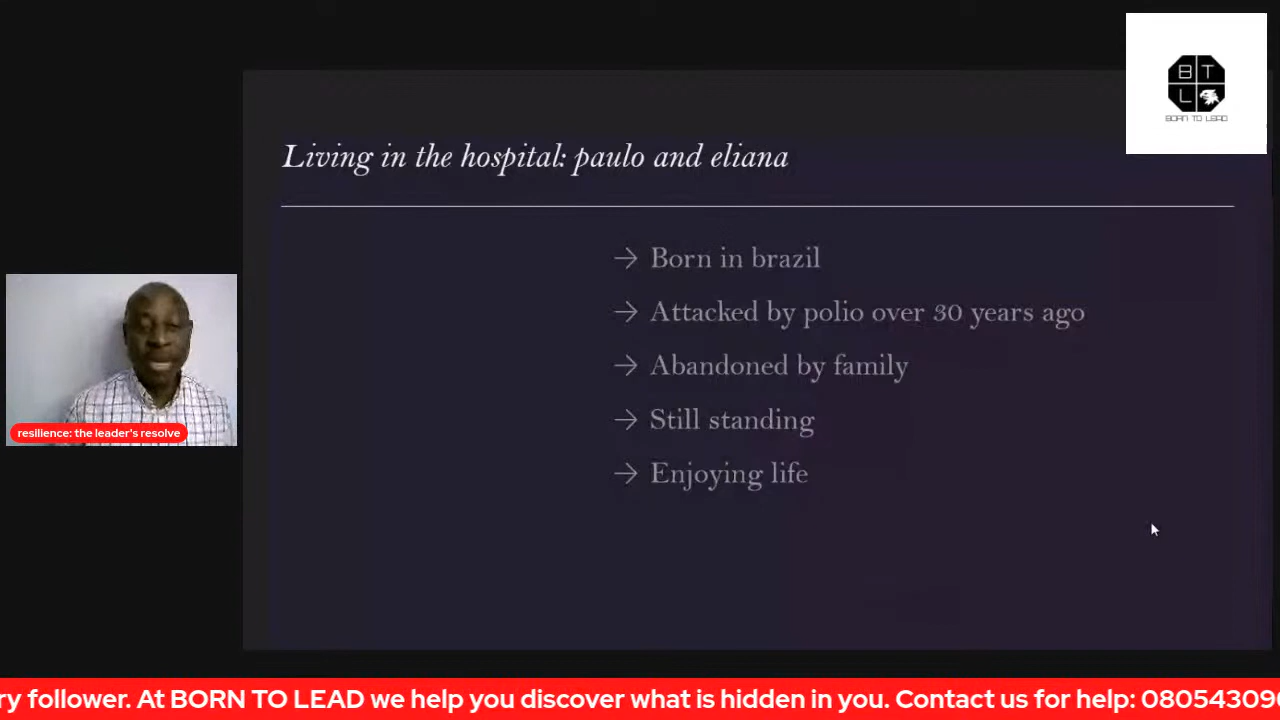 B T
L
BORN TO LEAD
Living in the hospital: paulo and eliana
→ Born in brazil
→ Attacked by polio over 30 years ago
→ Abandoned by family
→ Still standing
→ Enjoying life
resilience: the leader's resolve
ry follower. At BORN TO LEAD we help you discover what is hidden in you. Contact us for help: 080543090